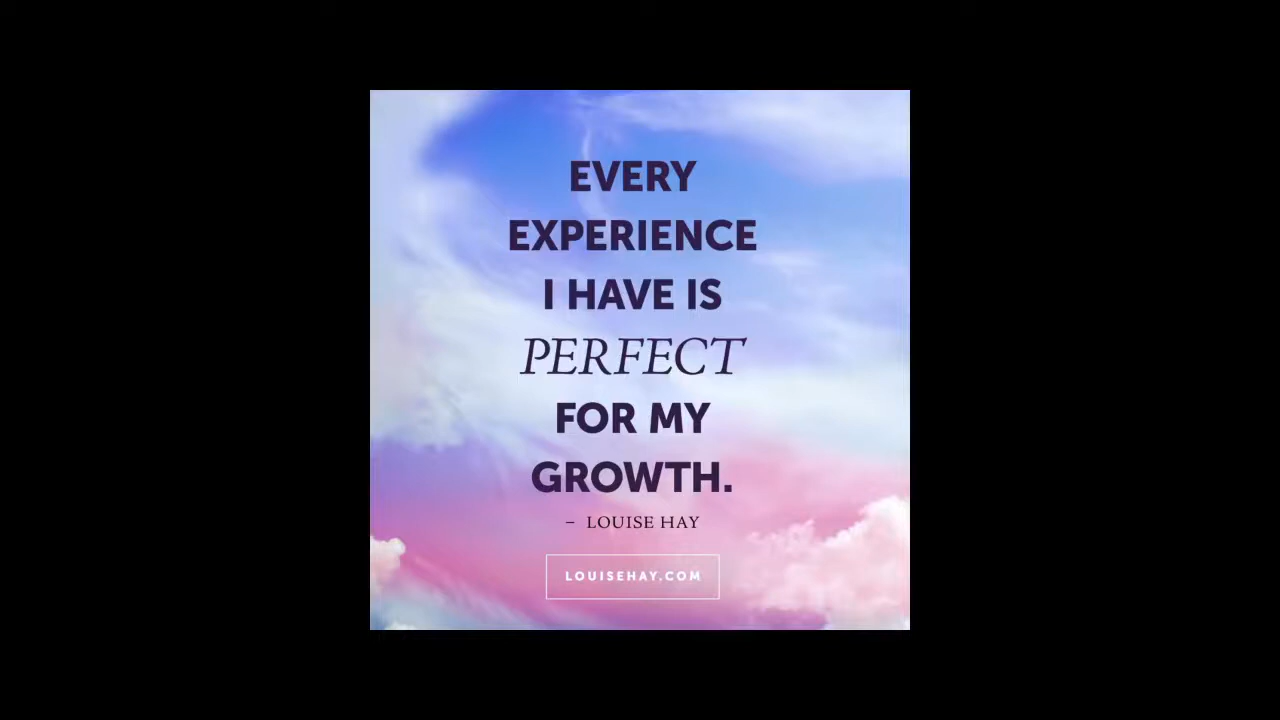 EVERY
EXPERIENCE
I HAVE IS
PERFECT
FOR MY
GROWTH.
– LOUISE HAY
LOUISEHAY.COM